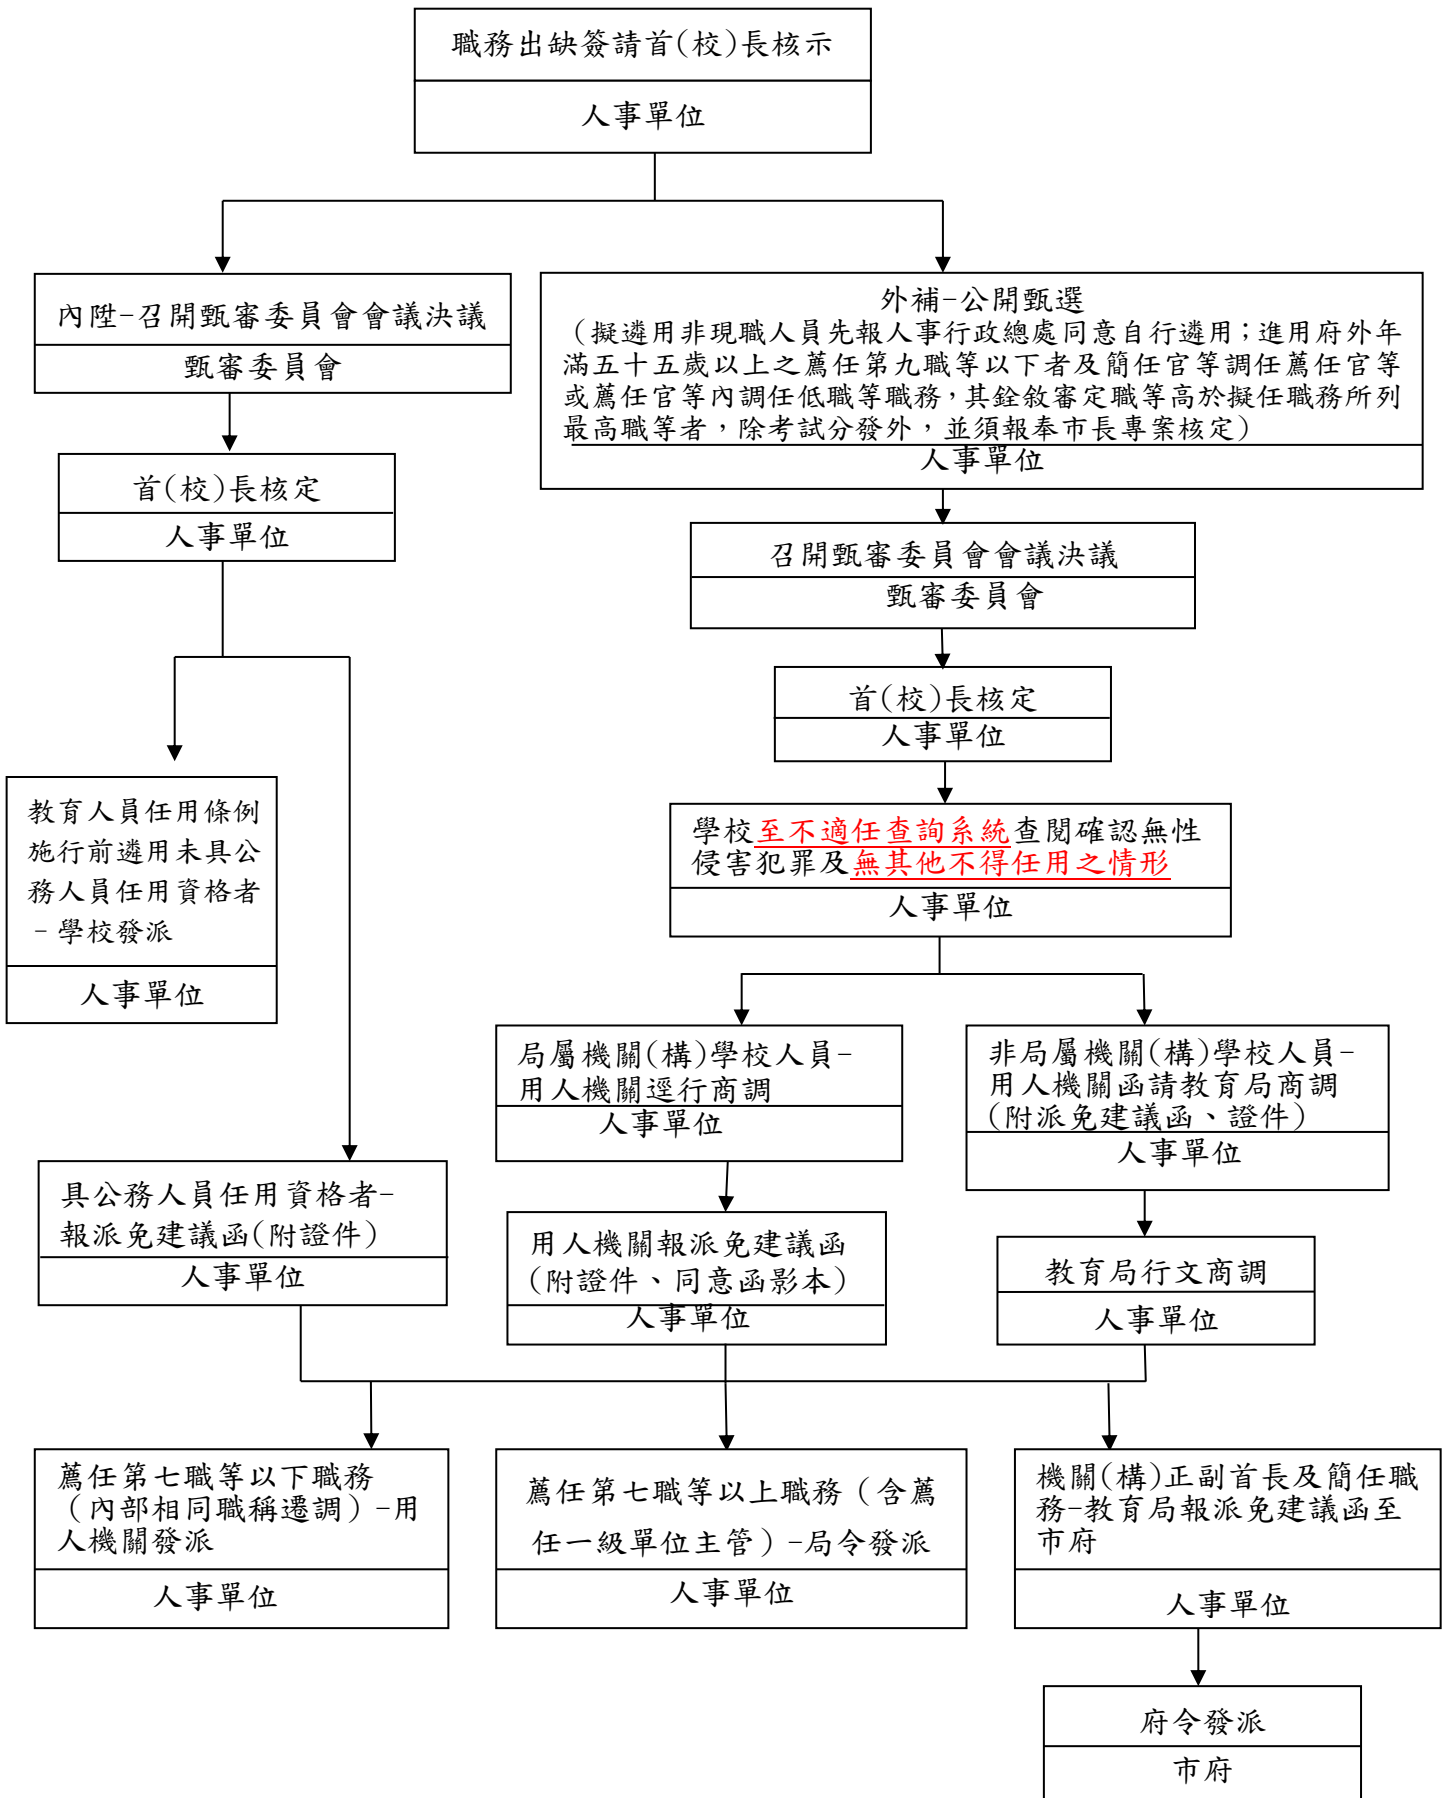 職務出缺簽請首(校)長核示
人事單位
內陞-召開甄審委員會會議決議
甄審委員會
外補-公開甄選
（擬遴用非現職人員先報人事行政總處同意自行遴用；進用府外年
滿五十五歲以上之薦任第九職等以下者及簡任官等調任薦任官等
或薦任官等內調任低職等職務，其銓敘審定職等高於擬任職務所列
最高職等者，除考試分發外，並須報奉市長專案核定）
人事單位
首(校)長核定
人事單位
召開甄審委員會會議決議
甄審委員會
首(校)長核定
人事單位
教育人員任用條例
施行前遴用未具公
務人員任用資格者
-學校發派
人事單位
學校至不適任查詢系統查閱確認無性
侵害犯罪及無其他不得任用之情形
人事單位
局屬機關(構)學校人員-
用人機關逕行商調
人事單位
非局屬機關(構)學校人員-
用人機關函請教育局商調
(附派免建議函、證件)
人事單位
具公務人員任用資格者-
報派免建議函(附證件)
人事單位
用人機關報派免建議函
(附證件、同意函影本)
人事單位
教育局行文商調
人事單位
薦任第七職等以下職務
（內部相同職稱遷調）-用
人機關發派
人事單位
薦任第七職等以上職務（含薦
任一級單位主管）-局令發派
人事單位
機關(構)正副首長及簡任職
務-教育局報派免建議函至
市府
人事單位
府令發派
市府